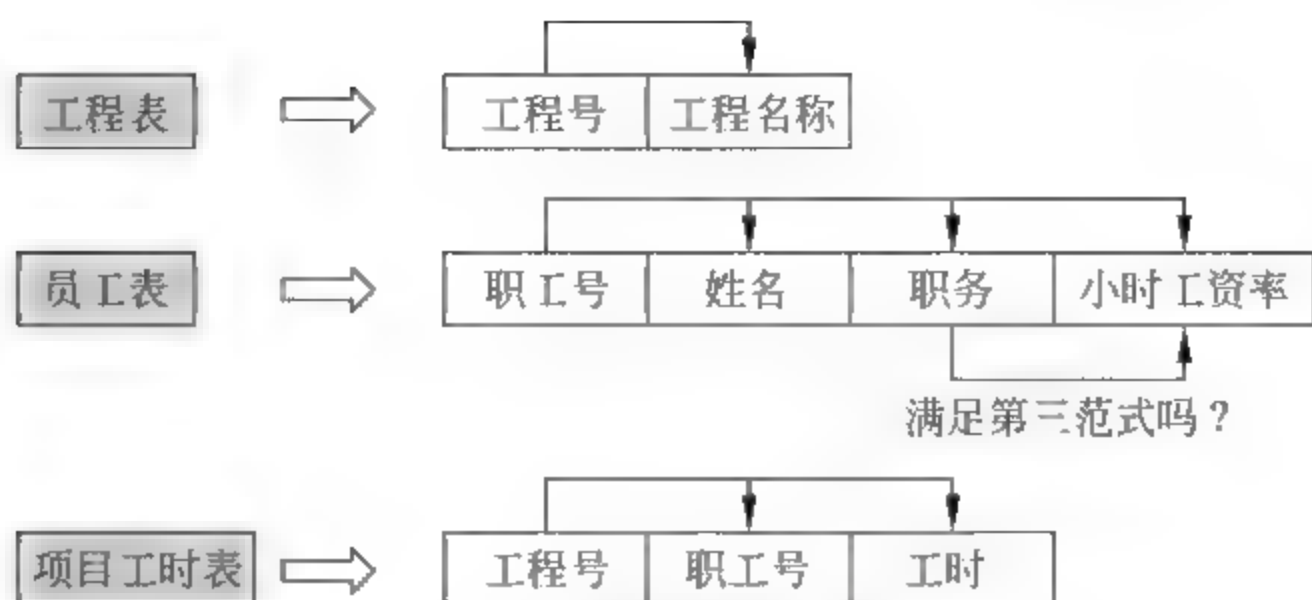 工程表 工程号 工程名称
员工表 职工号 姓名 职务 小时工资率
满足第三范式吗？
项目工时表 工程号 职工号 工时